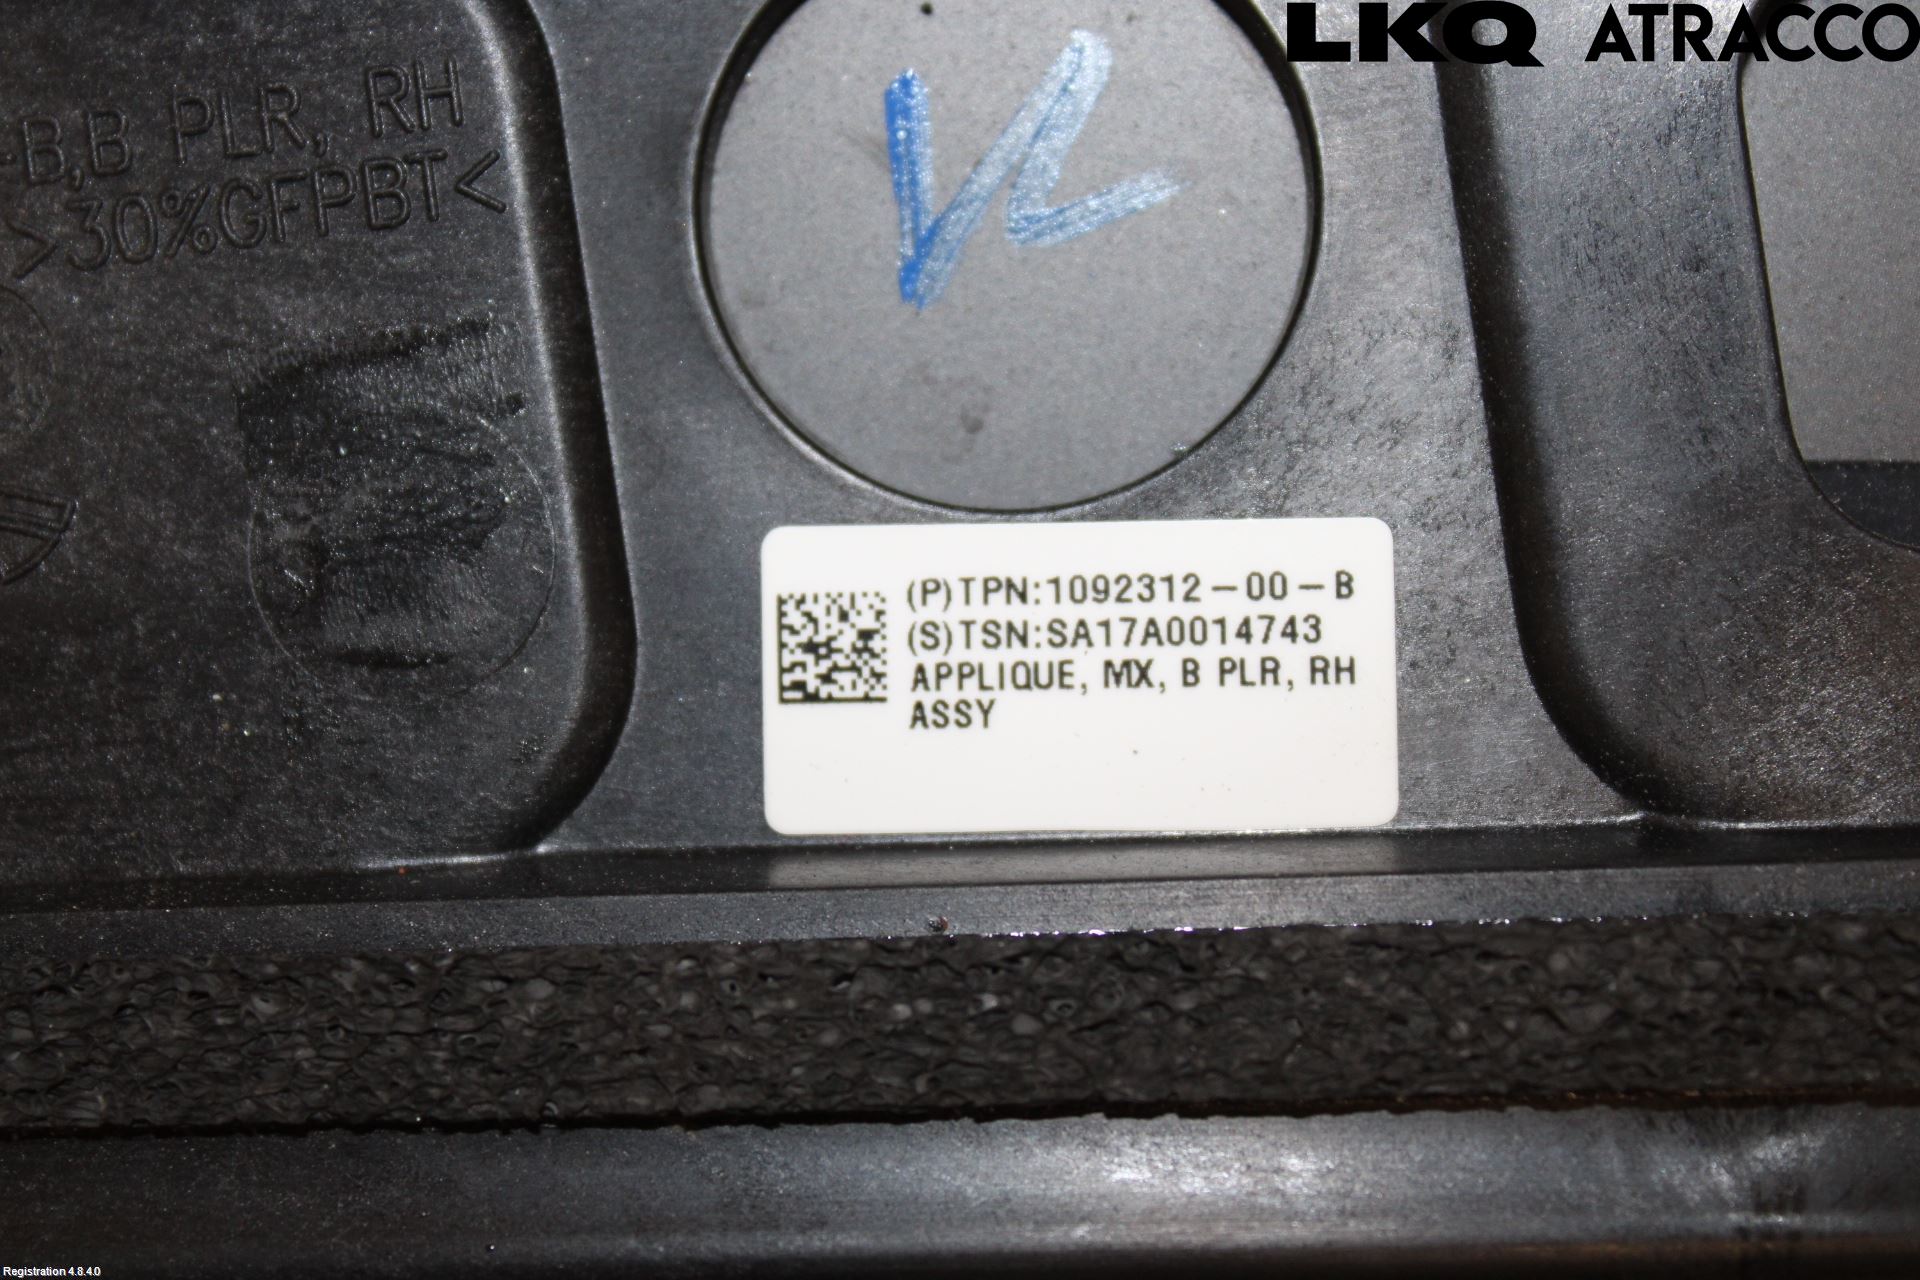 LKQ ATRACCO
-B,B PLR, RH
>30%GFPBT<
(P)TPN:1092312-00-B
(S)TSN:SA17A0014743
APPLIQUE, MX, B PLR, RH
ASSY
Registration 4.8.4.0